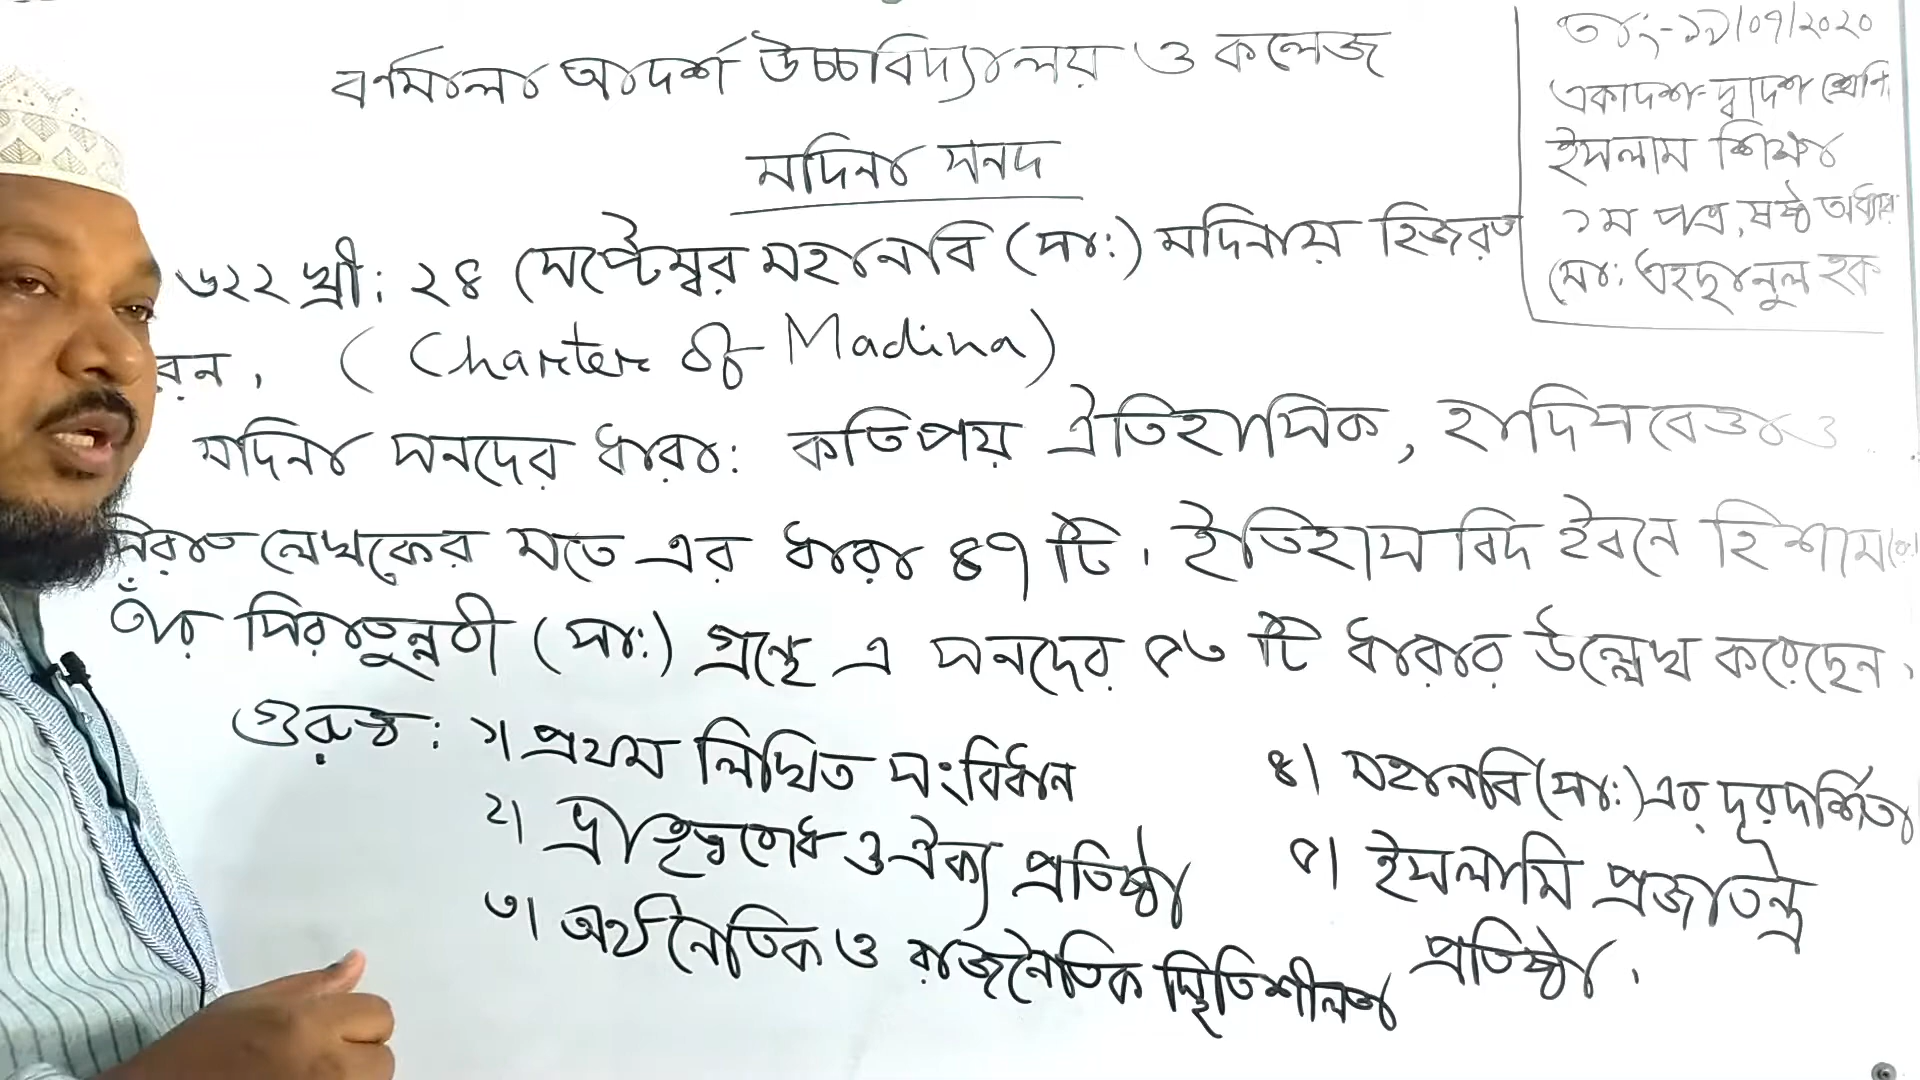 বর্ণমালা আদর্শ উচ্চবিদ্যালয় ও কলেজ
মদিনা সনদ
তাং-১৯/০৭/২০২০
একাদশ-দ্বাদশ শ্রেণি
ইসলাম শিক্ষা
১ম পত্র, ষষ্ঠ অধ্যায়
মো: এহছানুল হক
৬২২ খ্রী: ২৪ সেপ্টেম্বর মহানবি (সা:) মদিনায় হিজরত
রন। (Charter of Madina)
মদিনা সনদের ধারা: কতিপয় ঐতিহাসিক, হাদিসবেত্তা ও
সিরাত লেখকের মতে এর ধারা ৪৭ টি। ইতিহাস বিদ ইবনে হিশাম
তাঁর সিরাতুন্নবী (সা:) গ্রন্থে এ সনদের ৫৩ টি ধারার উল্লেখ করেছেন।
গুরুত্ব: ১। প্রথম লিখিত সংবিধান
২। ভ্রাতৃত্ববোধ ও ঐক্য প্রতিষ্ঠা
৩। অর্থনৈতিক ও রাজনৈতিক স্থিতিশীলতা
৪। মহানবি (সা:) এর দূরদর্শিতা
৫। ইসলামি প্রজাতন্ত্র
প্রতিষ্ঠা।